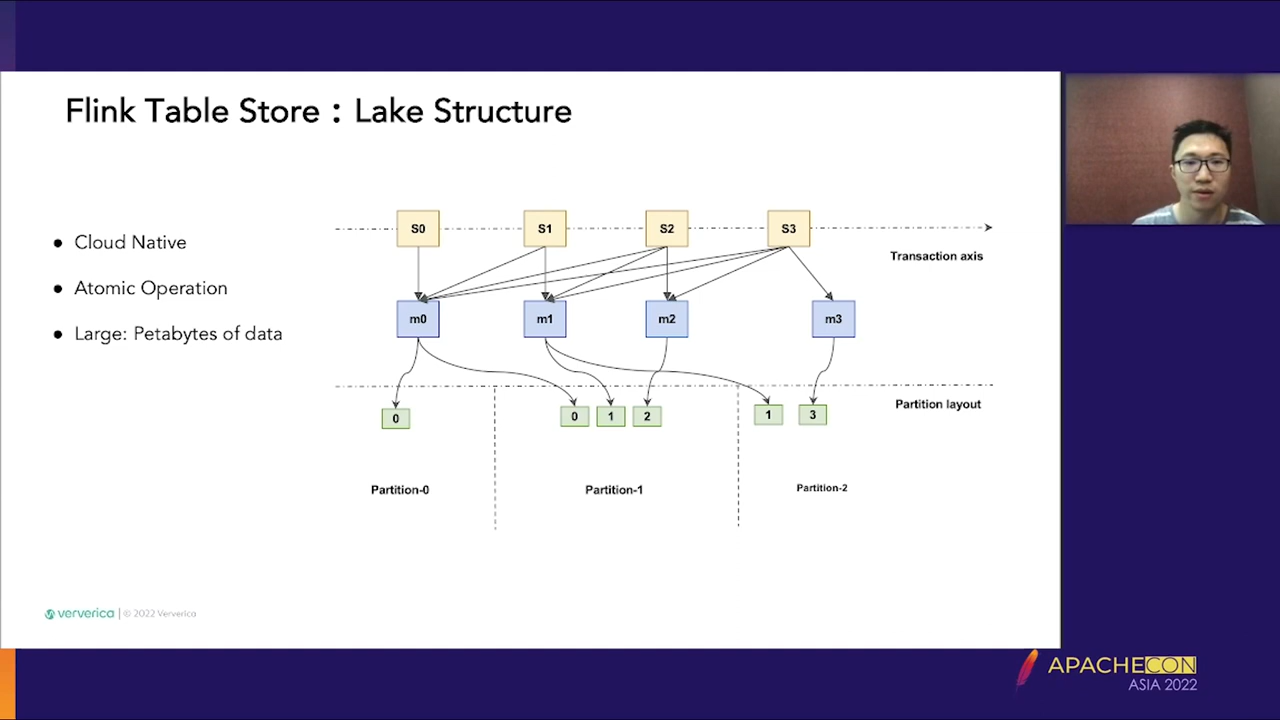 Flink Table Store：Lake Structure
● Cloud Native
● Atomic Operation
● Large: Petabytes of data
S0 S1 S2 S3
Transaction axis
m0 m1 m2 m3
Partition layout
0 0 1 2 1 3
Partition-0 Partition-1 Partition-2
ververica | © 2022 Ververica
APACHECON
ASIA 2022